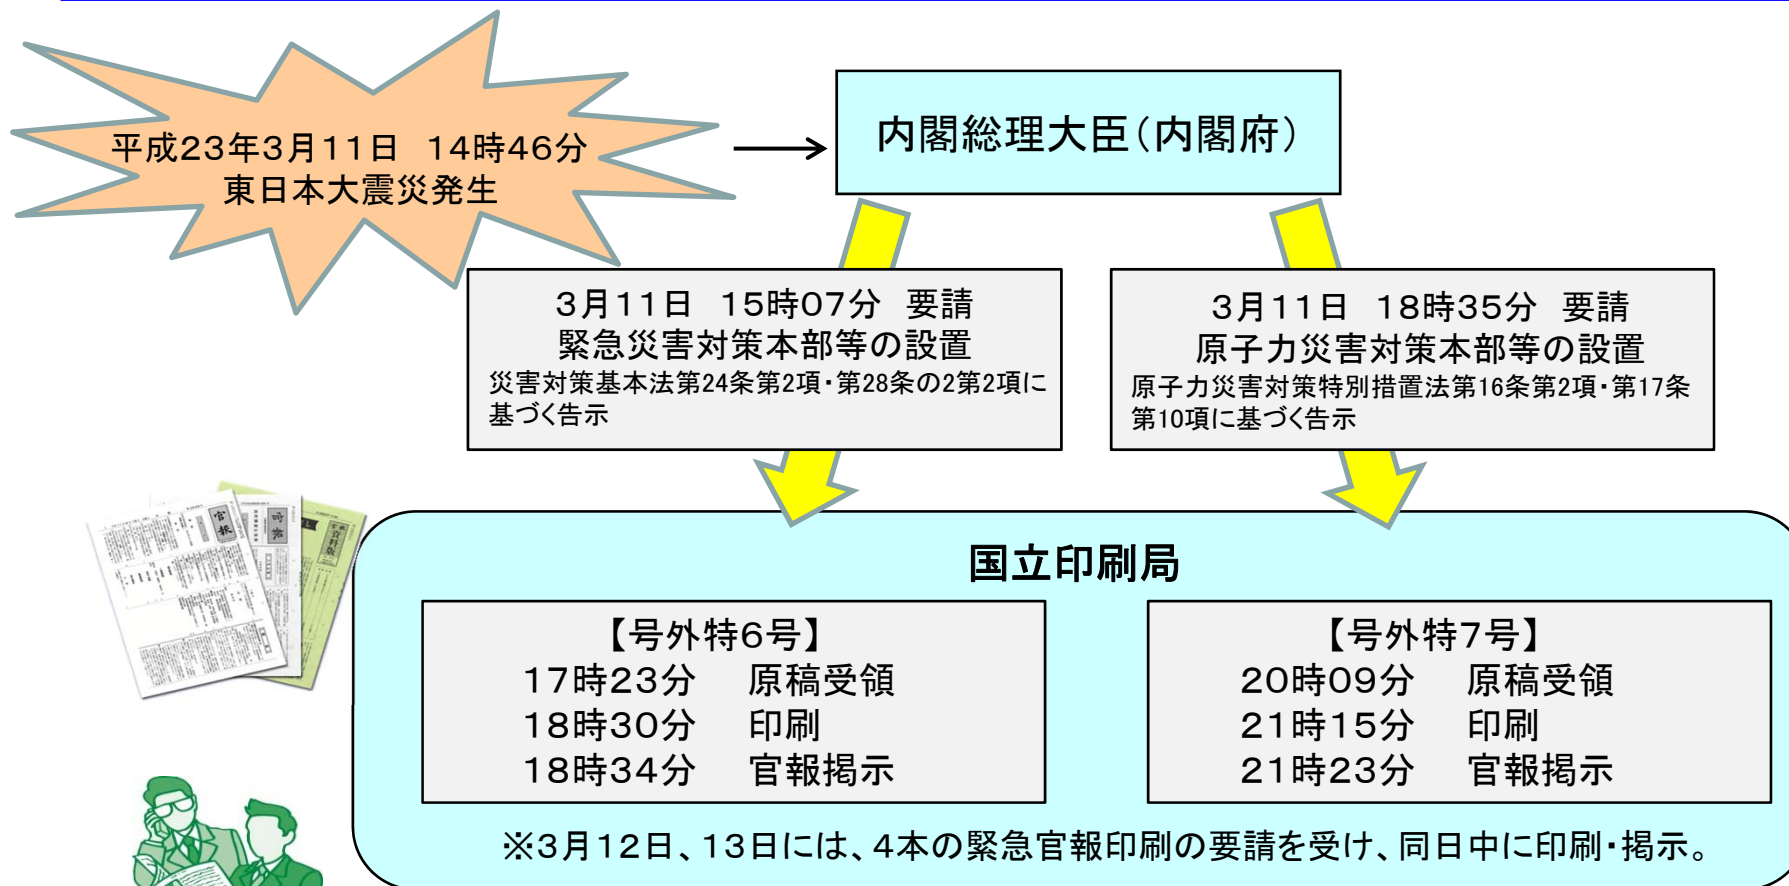 平成23年3月11日　14時46分
東日本大震災発生
内閣総理大臣（内閣府）
3月11日　15時07分　要請
緊急災害対策本部等の設置
災害対策基本法第24条第2項・第28条の2第2項に
基づく告示
3月11日　18時35分　要請
原子力災害対策本部等の設置
原子力災害対策特別措置法第16条第2項・第17条
第10項に基づく告示
官報
官報
資料版
国立印刷局
【号外特6号】
17時23分　原稿受領
18時30分　印刷
18時34分　官報掲示
【号外特7号】
20時09分　原稿受領
21時15分　印刷
21時23分　官報掲示
※3月12日、13日には、4本の緊急官報印刷の要請を受け、同日中に印刷・掲示。